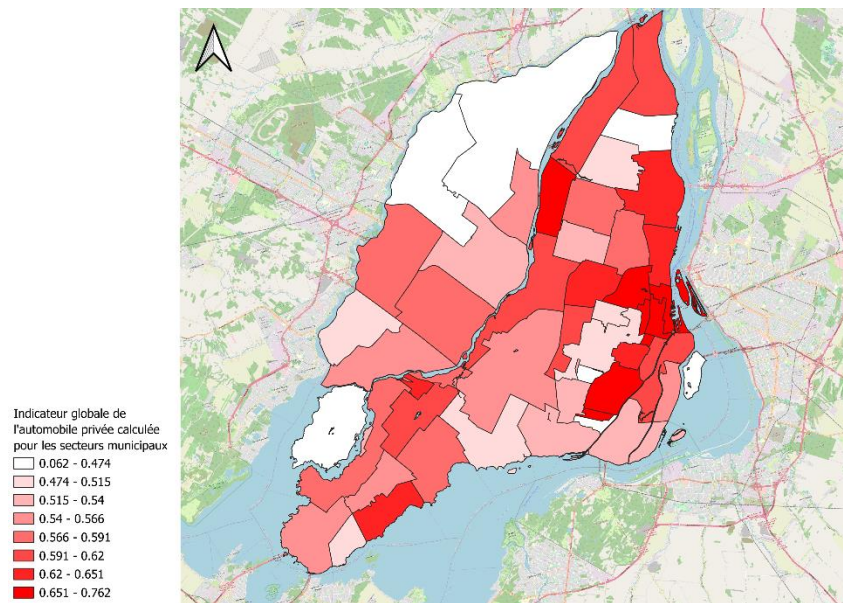 Indicateur globale de
l'automobile privée calculée
pour les secteurs municipaux
0.062 - 0.474
0.474 - 0.515
0.515 - 0.54
0.54 - 0.566
0.566 - 0.591
0.591 - 0.62
0.62 - 0.651
0.651 - 0.762